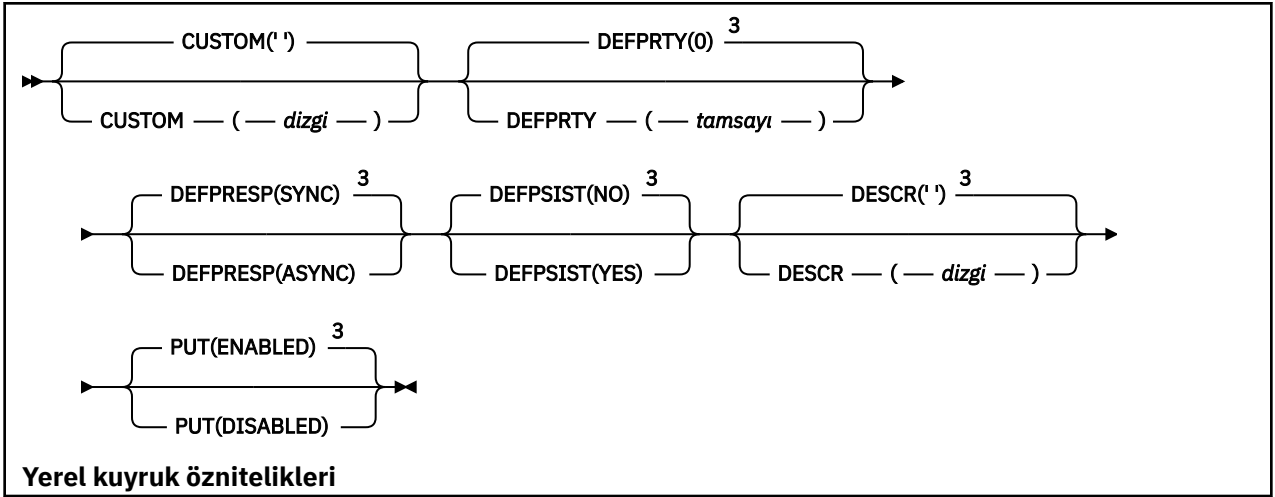 CUSTOM(' ') DEFPRTY(0) 3
CUSTOM ( dizgi ) DEFPRTY ( tamsayı )
DEFPRESP(SYNC) 3 DEFPSIST(NO) 3 DESCR(' ') 3
DEFPRESP(ASYNC) DEFPSIST(YES) DESCR ( dizgi )
PUT(ENABLED) 3
PUT(DISABLED)
Yerel kuyruk öznitelikleri